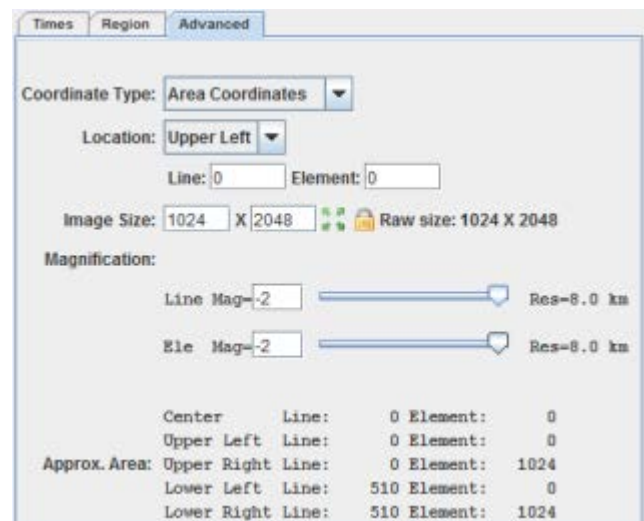 Times Region Advanced
Coordinate Type: Area Coordinates
Location: Upper Left
Line: 0 Element: 0
Image Size: 1024 X 2048 Raw size: 1024 X 2048
Magnification:
Line Mag=-2 Res=8.0 km
Ele Mag=-2 Res=8.0 km
Center Line: 0 Element: 0
Upper Left Line: 0 Element: 0
Approx. Area: Upper Right Line: 0 Element: 1024
Lower Left Line: 510 Element: 0
Lower Right Line: 510 Element: 1024